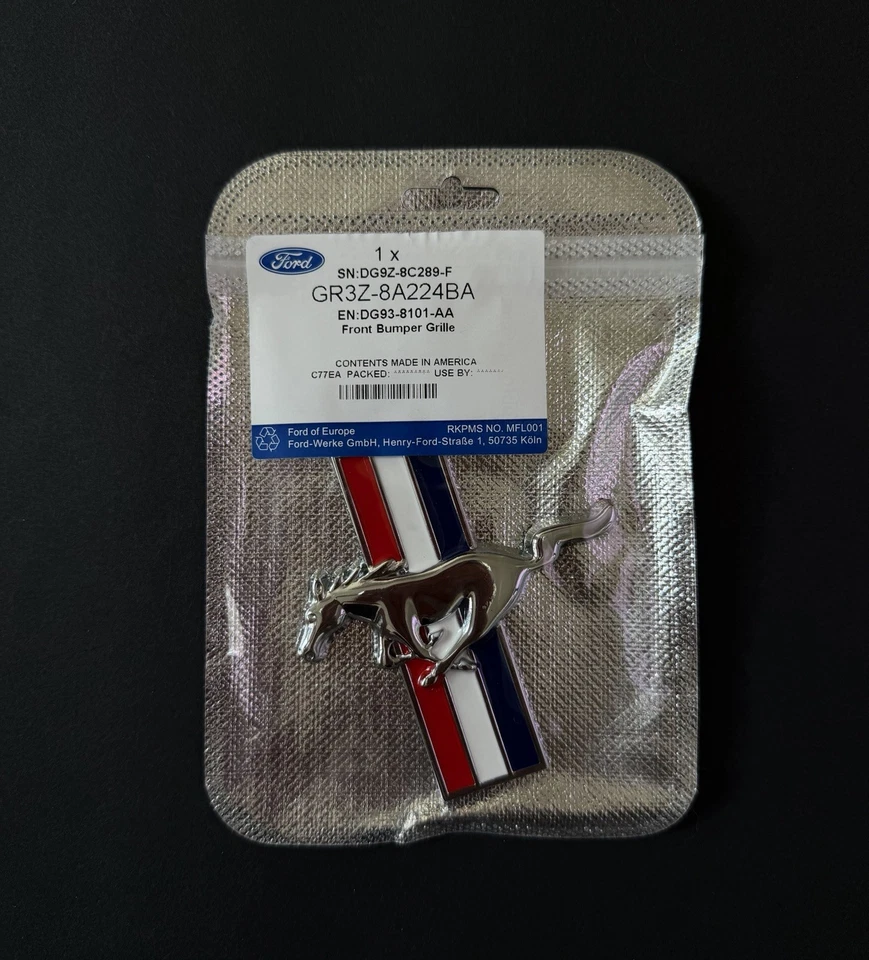 Ford
1 x
SN:DG9Z-8C289-F
GR3Z-8A224BA
EN:DG93-8101-AA
Front Bumper Grille
CONTENTS MADE IN AMERICA
C77EA PACKED: ********* USE BY: ******
Ford of Europe RKPMS NO. MFL001
Ford-Werke GmbH, Henry-Ford-Straße 1, 50735 Köln